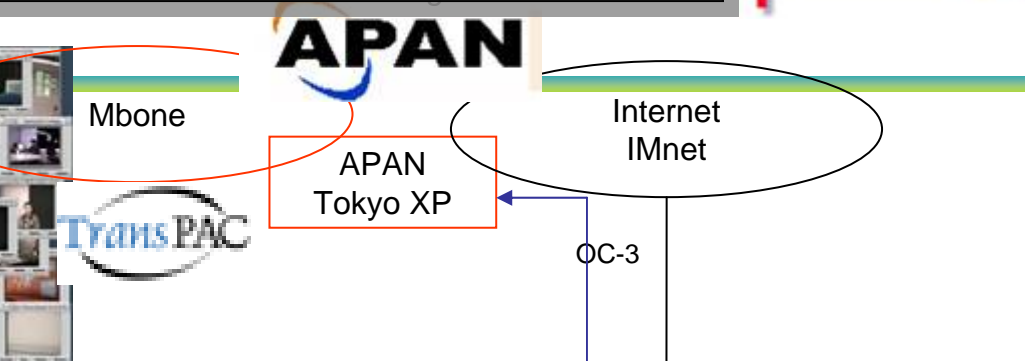 APAN
Mbone
Internet
IMnet
APAN
Tokyo XP
TransPAC
OC-3